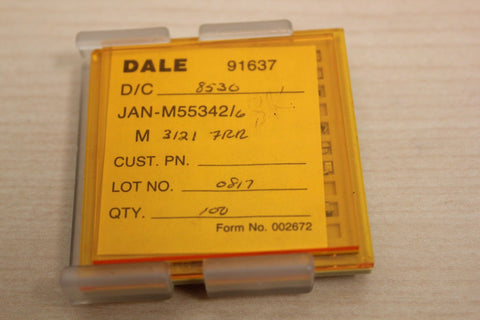 DALE 91637
D/C 8530
JAN-M55342/6
M 3121 7RR
CUST. PN.
LOT NO. 0817
QTY. 100
Form No. 002672